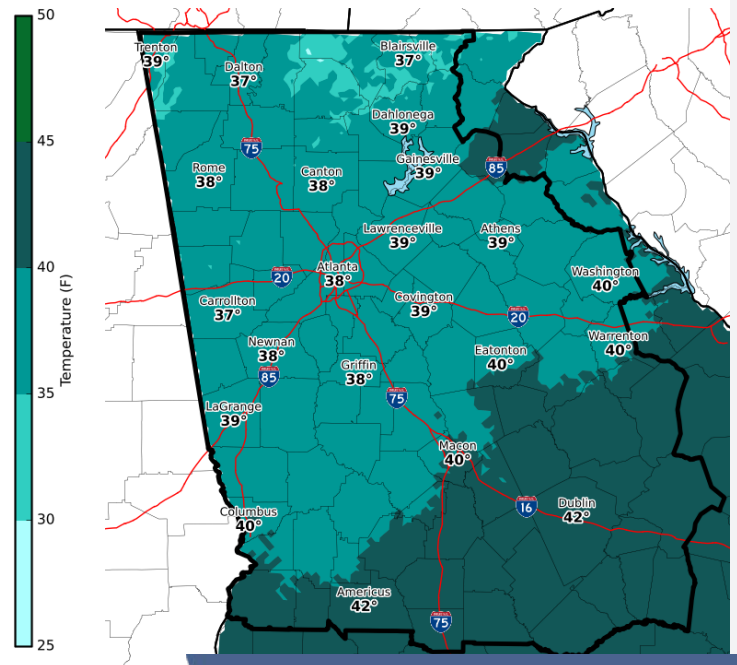 50
45
40
35
30
25
Temperature (F)
Trenton
39°
Dalton
37°
Blairsville
37°
Dahlonega
39°
75
Rome
38°
Canton
38°
Gainesville
39°
85
Lawrenceville
39°
Athens
39°
Atlanta
38°
20
Washington
40°
Carrollton
37°
Covington
39°
20
Newnan
38°
Eatonton
40°
Warrenton
40°
85
Griffin
38°
75
LaGrange
39°
Macon
40°
Columbus
40°
16
Dublin
42°
Americus
42°
75